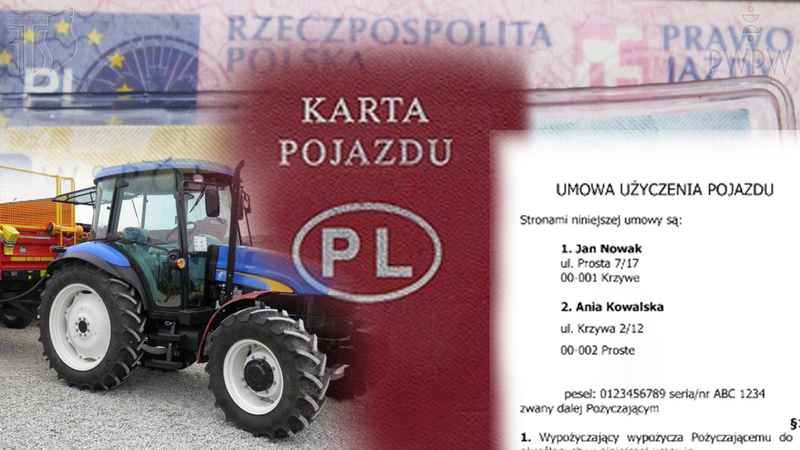 ITS
RZECZPOSPOLITA
POLSKA
PRAWO
JAZDY
PWPW
PL
KARTA
POJAZDU
PL
UMOWA UŻYCZENIA POJAZDU
Stronami niniejszej umowy są:
1. Jan Nowak
ul. Prosta 7/17
00-001 Krzywe
2. Ania Kowalska
ul. Krzywa 2/12
00-002 Proste
pesel: 0123456789 seria/nr ABC 1234
zwany dalej Pożyczającym
1. Wypożyczający wypożycza Pożyczającemu do